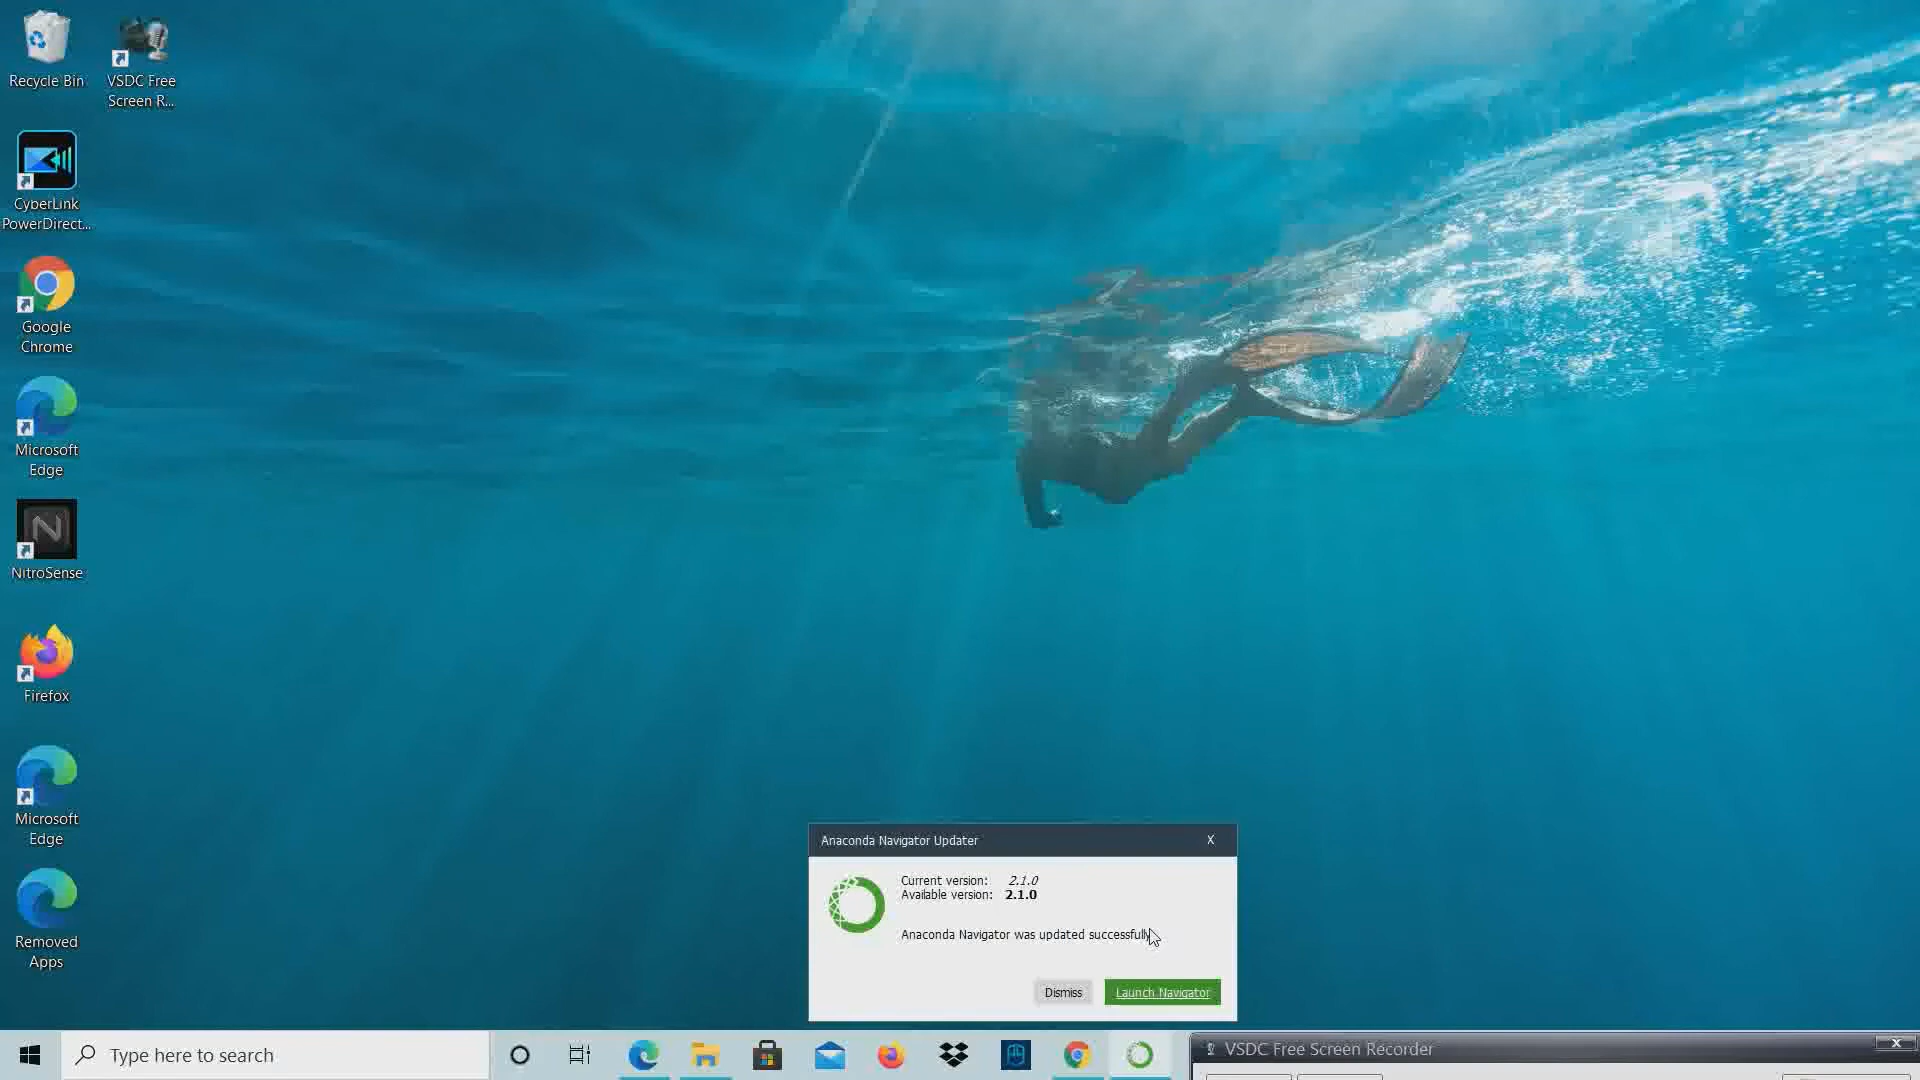 Recycle Bin
VSDC Free
Screen R...
CyberLink
PowerDirect...
Google
Chrome
Microsoft
Edge
NitroSense
Firefox
Microsoft
Edge
Removed
Apps
Anaconda Navigator Updater
X
Current version: 2.1.0
Available version: 2.1.0
Anaconda Navigator was updated successfully
Dismiss
Launch Navigator
Type here to search
VSDC Free Screen Recorder